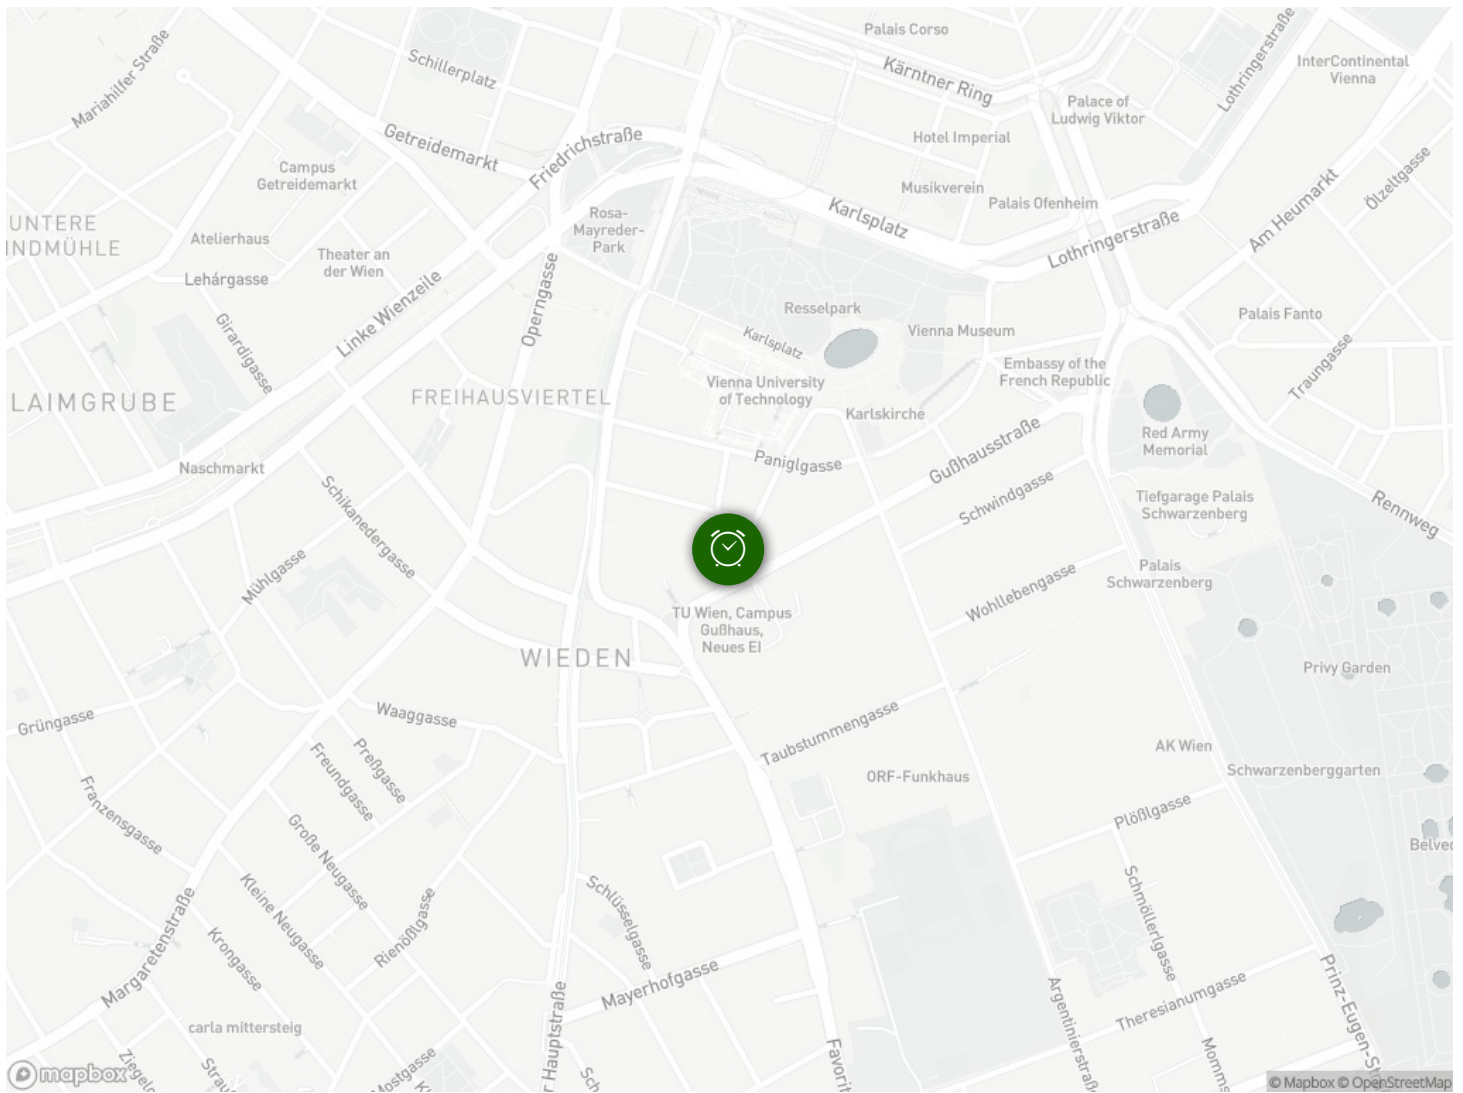 Palais Corso
Mariahilfer Straße
Schillerplatz
Kärntner Ring
Lothringerstraße
InterContinental
Vienna
Palace of
Ludwig Viktor
Getreidemarkt
Friedrichstraße
Hotel Imperial
Campus
Getreidemarkt
Musikverein
Palais Ofenheim
Ölzeltgasse
Am Heumarkt
UNTERE
NDMÜHLE
Rosa-
Mayreder-
Park
Karlsplatz
Lothringerstraße
Atelierhaus
Theater an
der Wien
Lehárgasse
Linke Wienzeile
Operngasse
Girardigasse
Resselpark
Karlsplatz
Vienna Museum
Palais Fanto
Traungasse
Embassy of the
French Republic
LAIMGRUBE
FREIHAUSVIERTEL
Vienna University
of Technology
Karlskirche
Red Army
Memorial
Naschmarkt
Paniglgasse
Gußhausstraße
Schwindgasse
Tiefgarage Palais
Schwarzenberg
Rennweg
Schikanedergasse
Mühlgasse
Palais
Schwarzenberg
Wohllebengasse
TU Wien, Campus
Gußhaus,
Neues EI
WIEDEN
Privy Garden
Grüngasse
Waaggasse
Taubstummengasse
AK Wien
Preßgasse
Freundgasse
ORF-Funkhaus
Schwarzenberggarten
Franzensgasse
Große Neugasse
Plößlgasse
Belved
Kleine Neugasse
Schlüsselgasse
Schmöllerlgasse
Margaretenstraße
Rienößlgasse
Krongasse
Mayerhofgasse
Theresianumgasse
Prinz-Eugen-St
Argentinierstraß
r Hauptstraße
carla mittersteig
Favorit
Momms
Ziegel
Strau
Mostgasse
Sch
mapbox
© Mapbox © OpenStreetMap